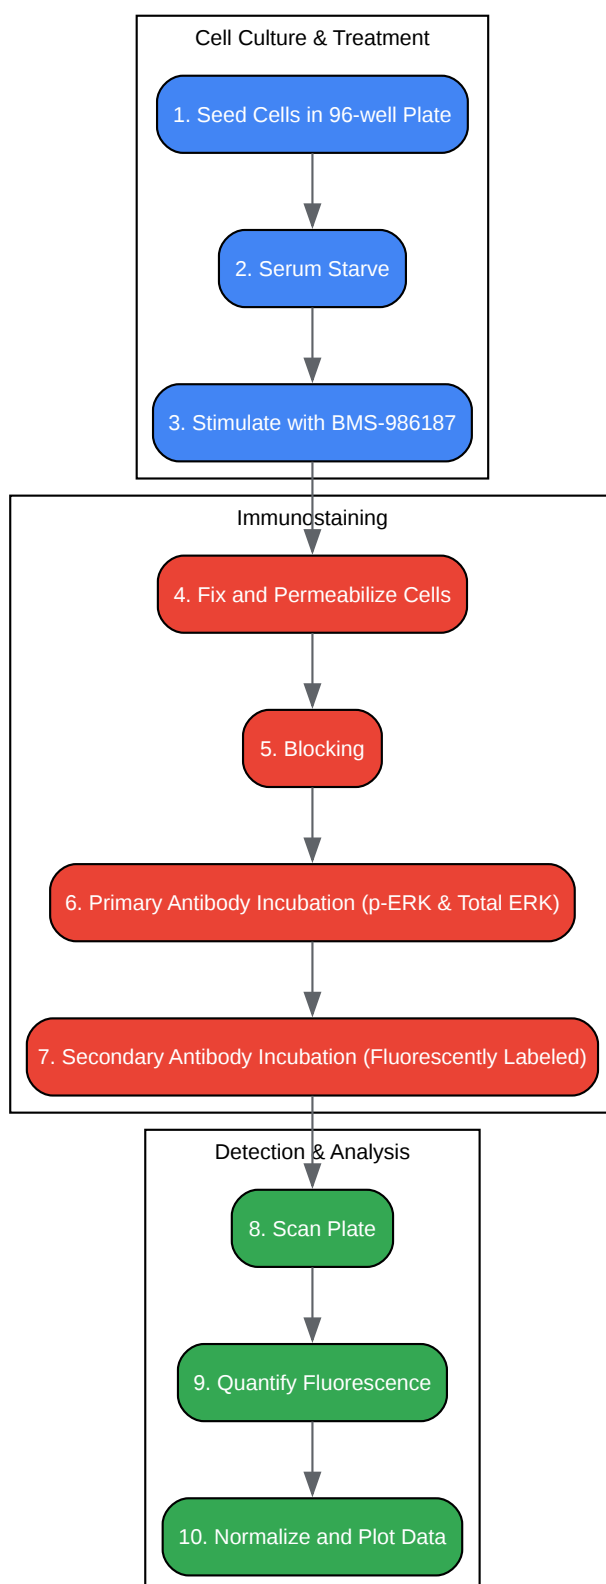 Cell Culture & Treatment
1. Seed Cells in 96-well Plate
2. Serum Starve
3. Stimulate with BMS-986187
Immunostaining
4. Fix and Permeabilize Cells
5. Blocking
6. Primary Antibody Incubation (p-ERK & Total ERK)
7. Secondary Antibody Incubation (Fluorescently Labeled)
Detection & Analysis
8. Scan Plate
9. Quantify Fluorescence
10. Normalize and Plot Data